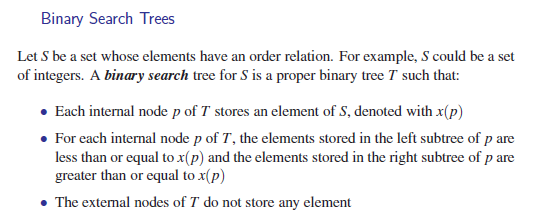 Binary Search Trees
Let S be a set whose elements have an order relation. For example, S could be a set
of integers. A binary search tree for S is a proper binary tree T such that:
• Each internal node p of T stores an element of S, denoted with x(p)
• For each internal node p of T, the elements stored in the left subtree of p are
less than or equal to x(p) and the elements stored in the right subtree of p are
greater than or equal to x(p)
• The external nodes of T do not store any element